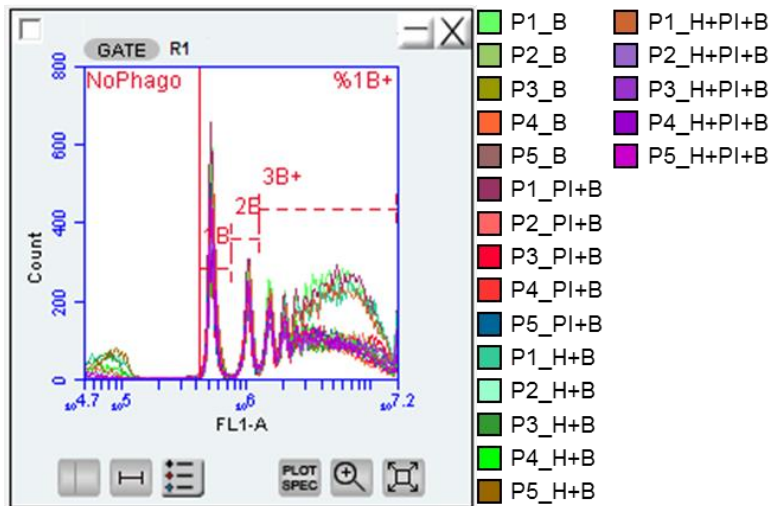 GATE R1
NoPhago %1B+
3B+
2B
1B
800
600
400
200
0
Count
10^4.7 10^5 10^6 10^7.2
FL1-A
PLOT
SPEC
P1_B
P2_B
P3_B
P4_B
P5_B
P1_PI+B
P2_PI+B
P3_PI+B
P4_PI+B
P5_PI+B
P1_H+B
P2_H+B
P3_H+B
P4_H+B
P5_H+B
P1_H+PI+B
P2_H+PI+B
P3_H+PI+B
P4_H+PI+B
P5_H+PI+B